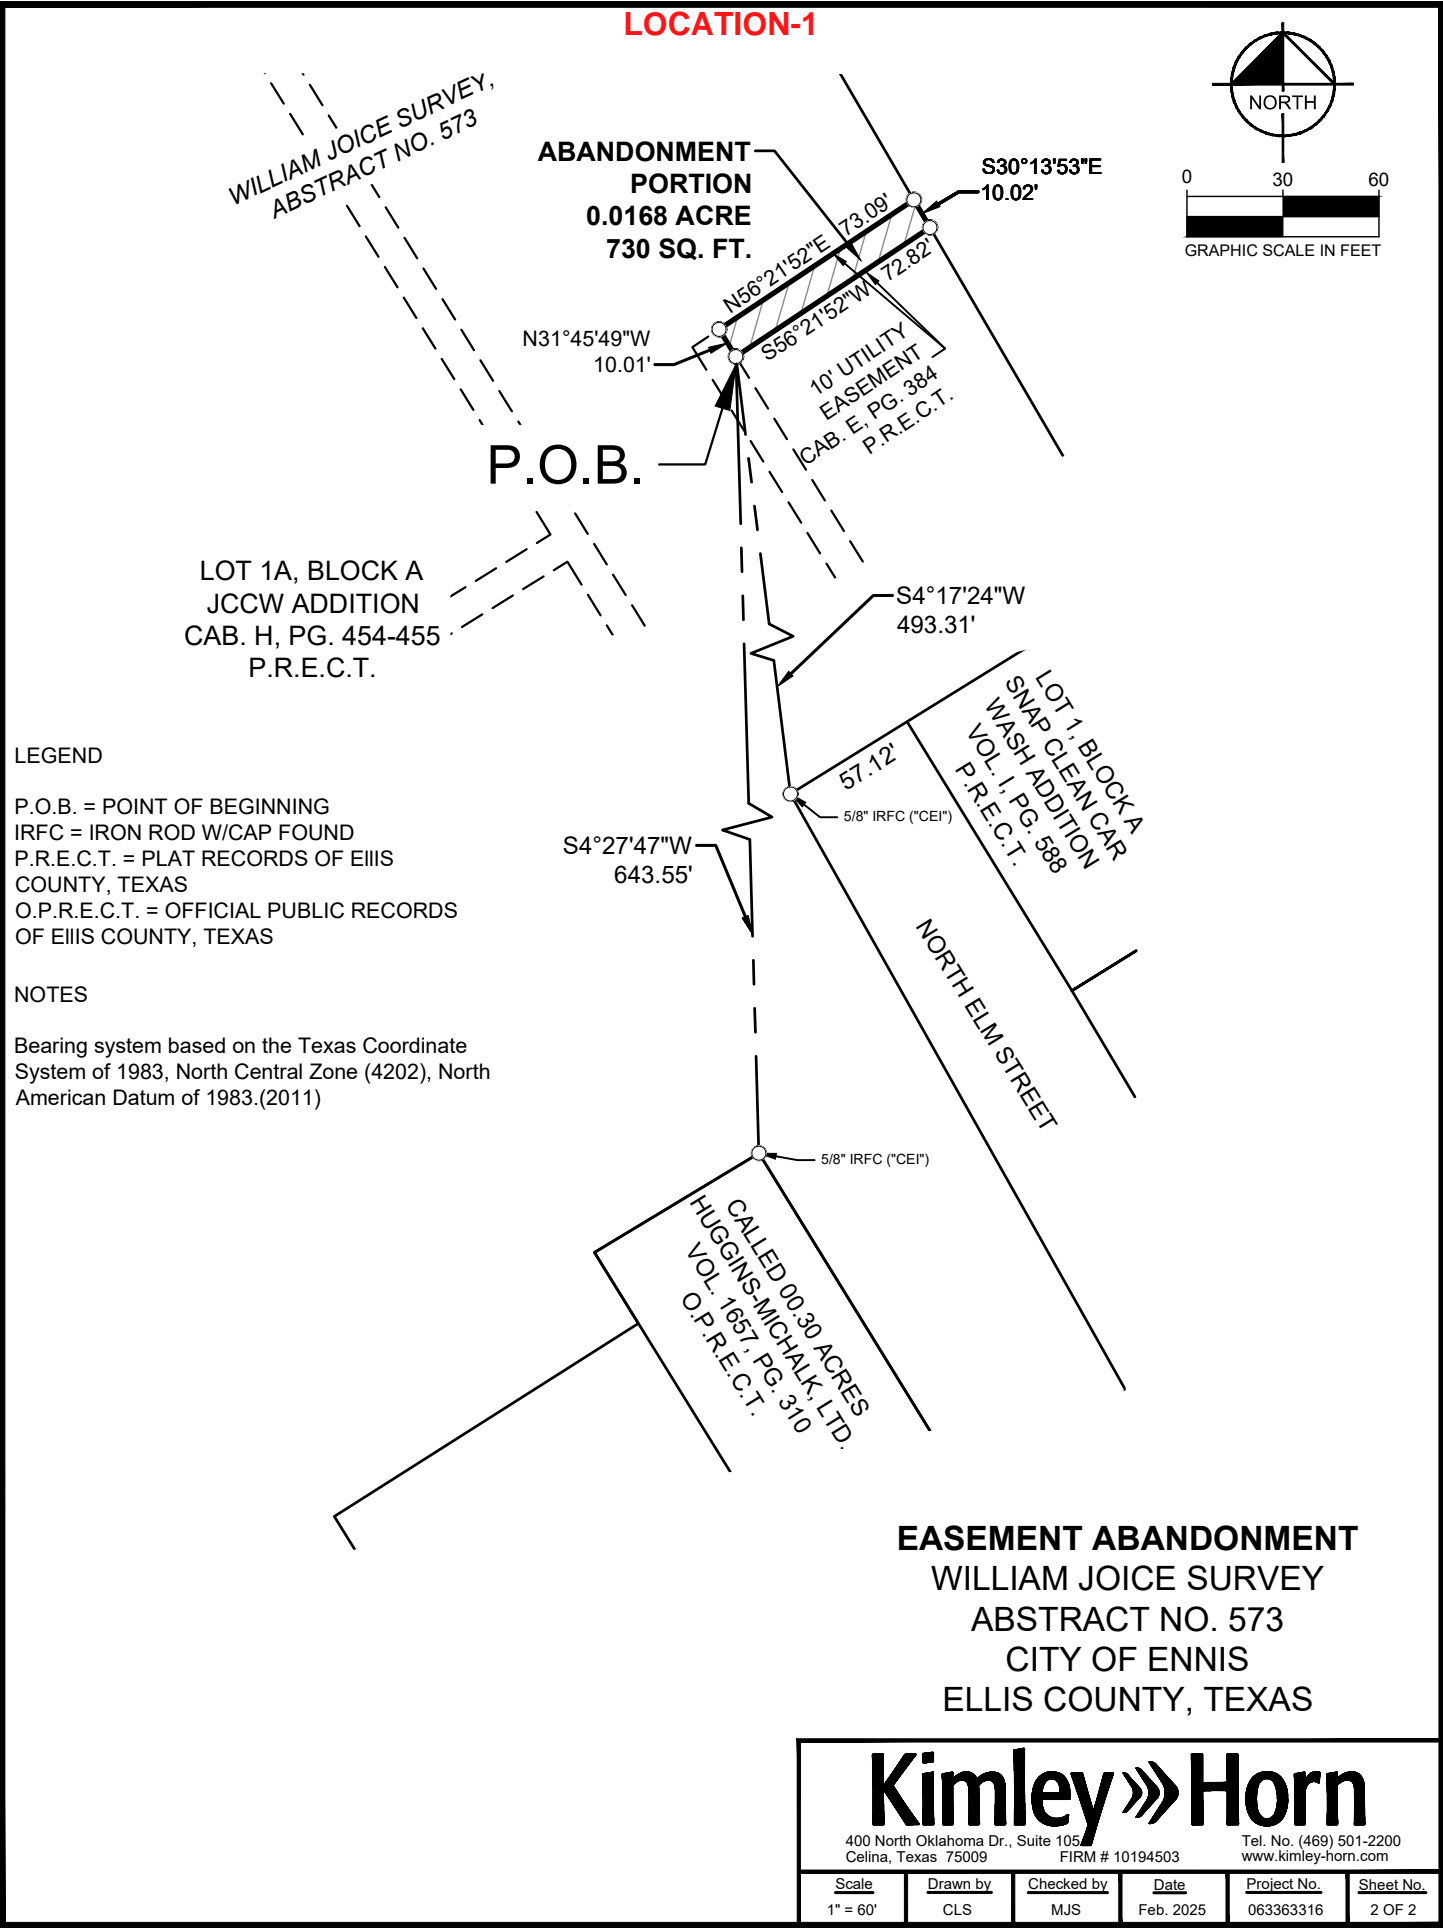 LOCATION-1
WILLIAM JOICE SURVEY,
ABSTRACT NO. 573
ABANDONMENT
PORTION
0.0168 ACRE
730 SQ. FT.
S30°13'53"E
10.02'
NORTH
0 30 60
GRAPHIC SCALE IN FEET
N56°21'52"E 73.09'
S56°21'52"W 72.82'
N31°45'49"W
10.01'
10' UTILITY
EASEMENT
CAB. E, PG. 384
P.R.E.C.T.
P.O.B.
LOT 1A, BLOCK A
JCCW ADDITION
CAB. H, PG. 454-455
P.R.E.C.T.
S4°17'24"W
493.31'
LOT 1, BLOCK A
SNAP CLEAN CAR
WASH ADDITION
VOL. I, PG. 588
P.R.E.C.T.
57.12'
5/8" IRFC ("CEI")
LEGEND
P.O.B. = POINT OF BEGINNING
IRFC = IRON ROD W/CAP FOUND
P.R.E.C.T. = PLAT RECORDS OF EllIS
COUNTY, TEXAS
O.P.R.E.C.T. = OFFICIAL PUBLIC RECORDS
OF EllIS COUNTY, TEXAS
S4°27'47"W
643.55'
NORTH ELM STREET
NOTES
Bearing system based on the Texas Coordinate
System of 1983, North Central Zone (4202), North
American Datum of 1983.(2011)
5/8" IRFC ("CEI")
CALLED 00.30 ACRES
HUGGINS-MICHALK, LTD.
VOL. 1657, PG. 310
O.P.R.E.C.T.
EASEMENT ABANDONMENT
WILLIAM JOICE SURVEY
ABSTRACT NO. 573
CITY OF ENNIS
ELLIS COUNTY, TEXAS
Kimley»Horn
400 North Oklahoma Dr., Suite 105
Celina, Texas 75009
FIRM # 10194503
Tel. No. (469) 501-2200
www.kimley-horn.com
Scale Drawn by Checked by Date Project No. Sheet No.
1" = 60' CLS MJS Feb. 2025 063363316 2 OF 2